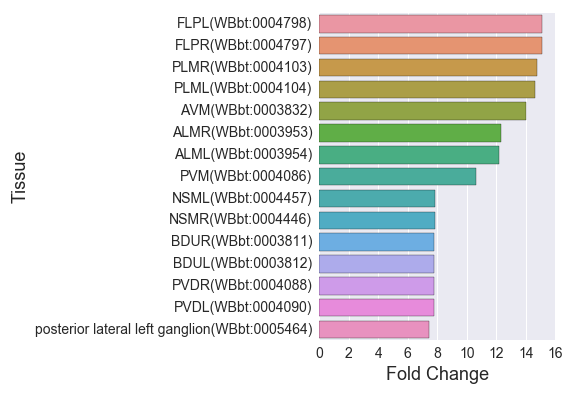 FLPL(WBbt:0004798)
FLPR(WBbt:0004797)
PLMR(WBbt:0004103)
PLML(WBbt:0004104)
AVM(WBbt:0003832)
ALMR(WBbt:0003953)
ALML(WBbt:0003954)
PVM(WBbt:0004086)
NSML(WBbt:0004457)
NSMR(WBbt:0004446)
BDUR(WBbt:0003811)
BDUL(WBbt:0003812)
PVDR(WBbt:0004088)
PVDL(WBbt:0004090)
posterior lateral left ganglion(WBbt:0005464)
Tissue
0 2 4 6 8 10 12 14 16
Fold Change